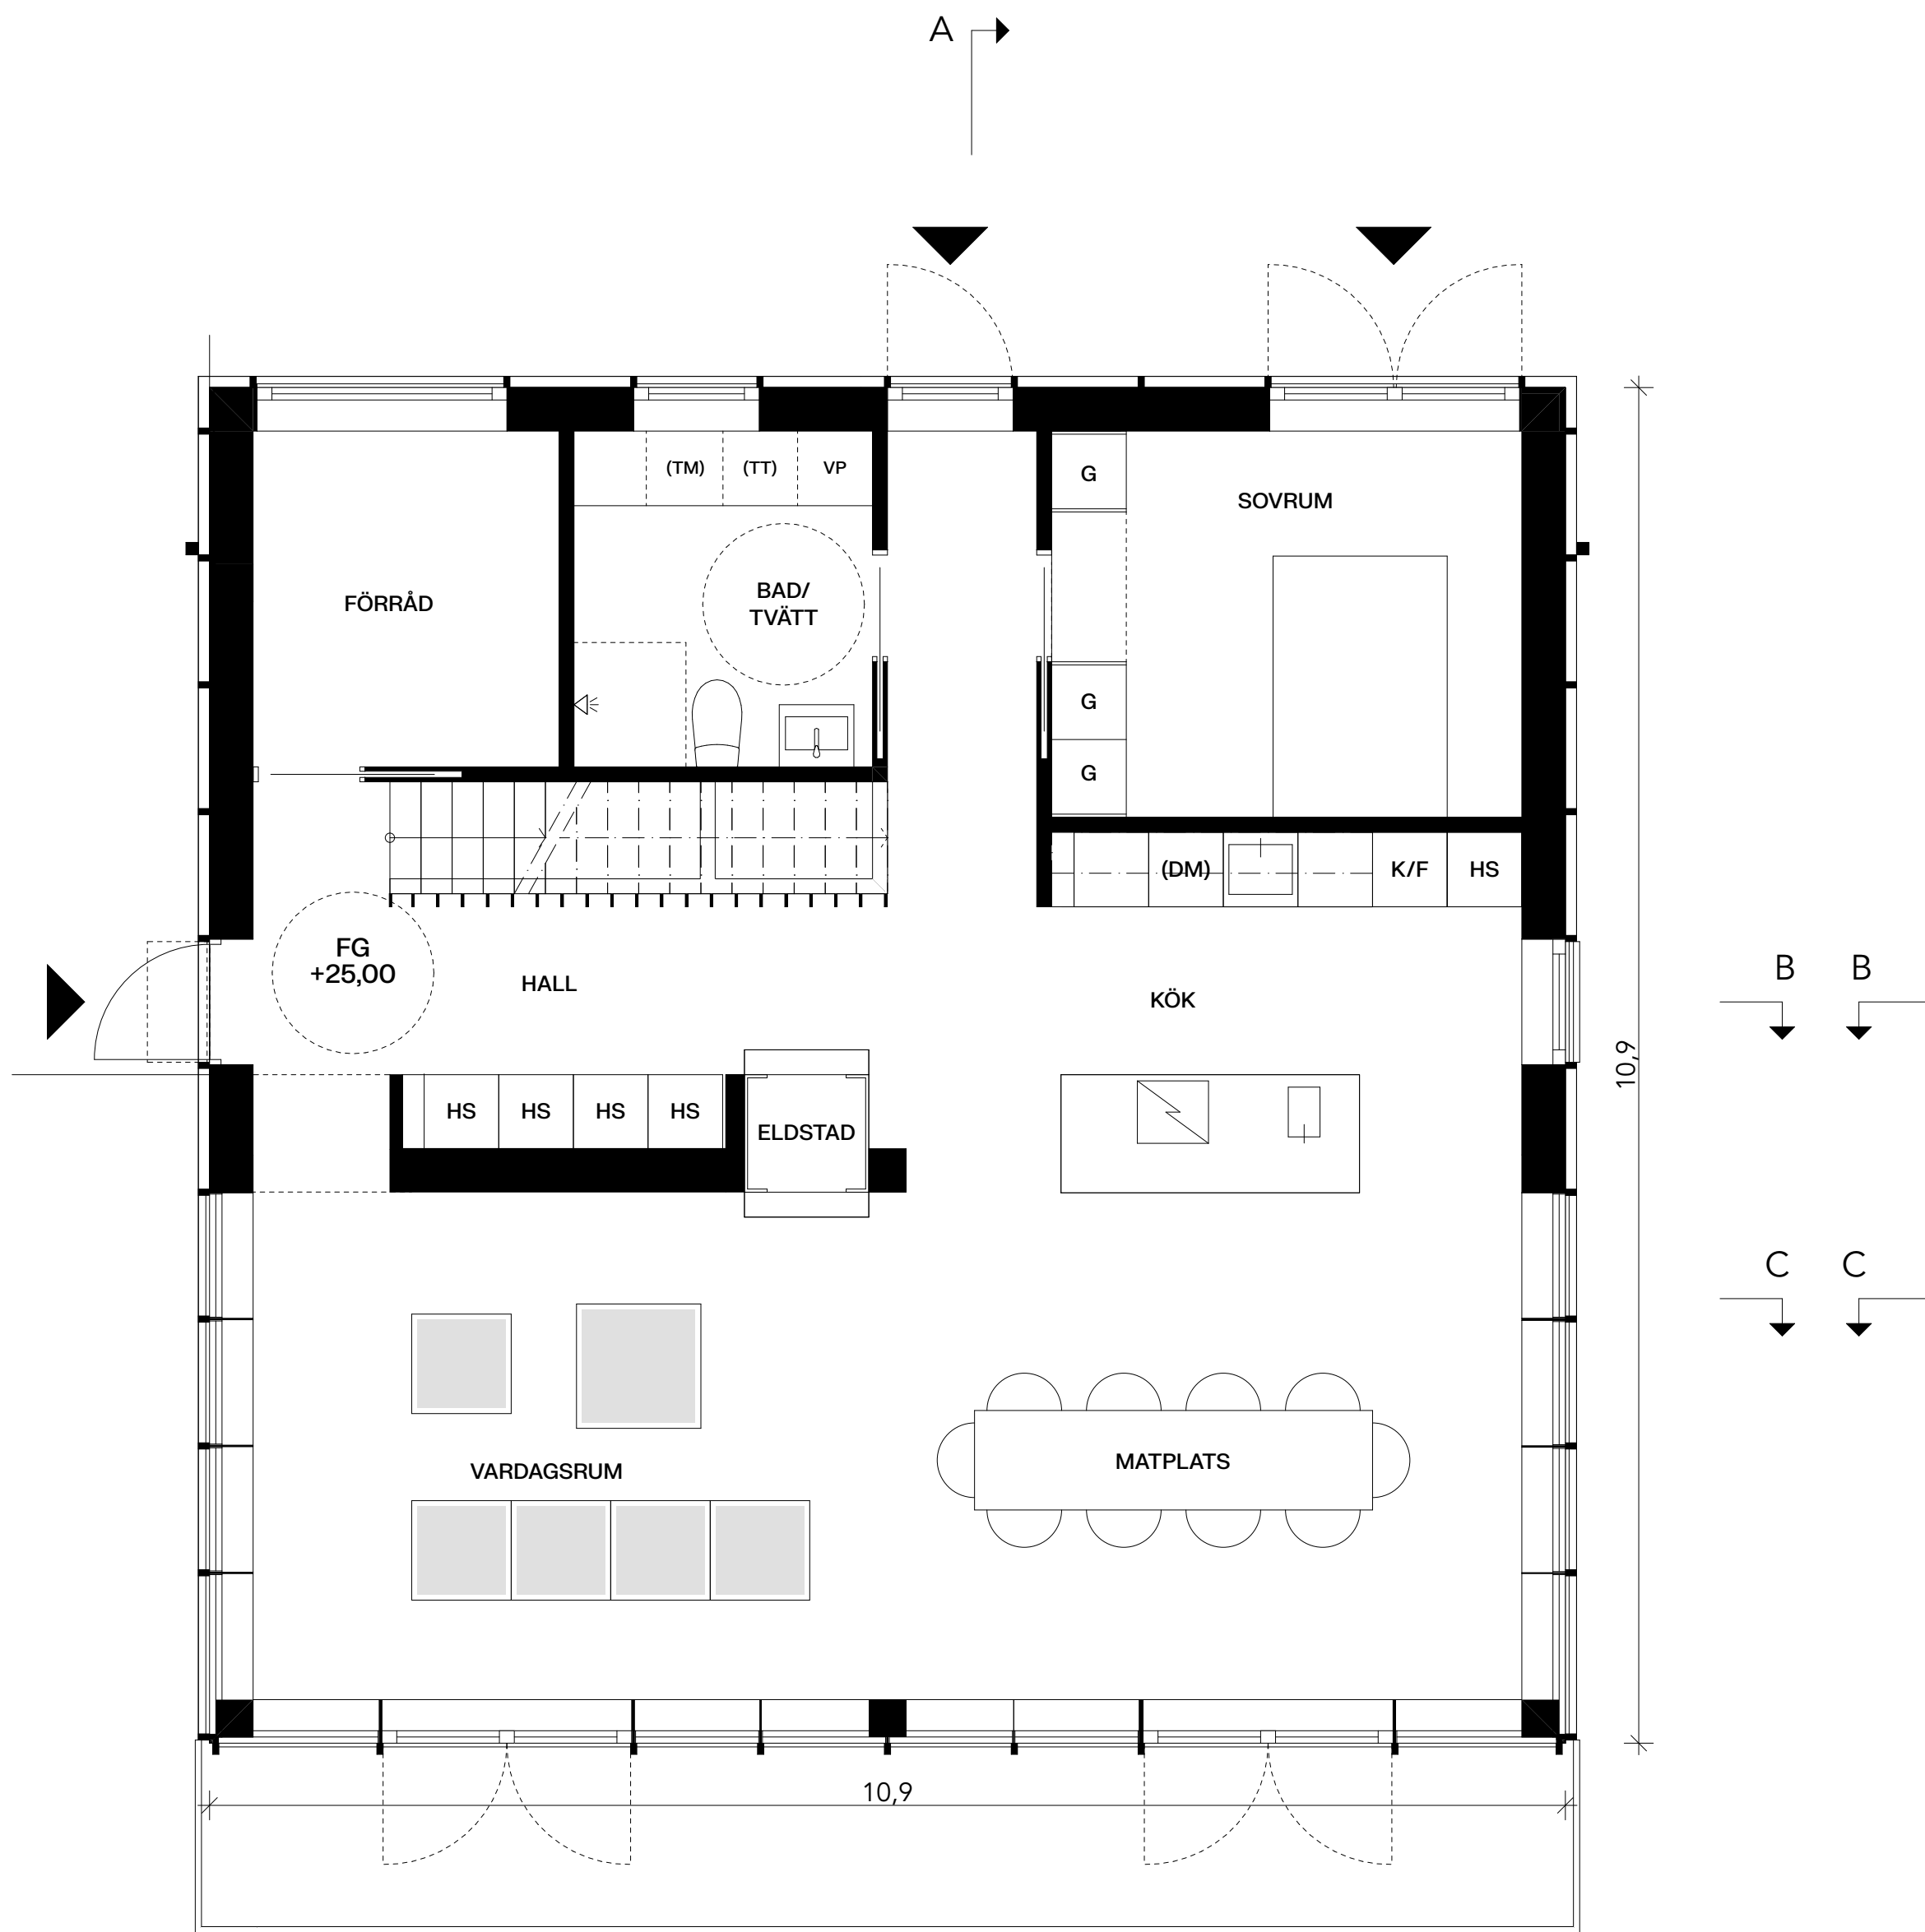 A
(TM)
(TT)
VP
G
SOVRUM
FÖRRÅD
BAD/
TVÄTT
G
G
(DM)
K/F
HS
FG
+25,00
HALL
KÖK
B
B
10,9
HS
HS
HS
HS
ELDSTAD
C
C
VARDAGSRUM
MATPLATS
10,9